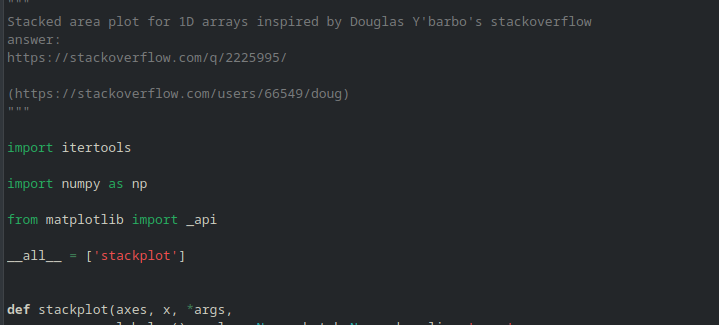 """
Stacked area plot for 1D arrays inspired by Douglas Y'barbo's stackoverflow
answer:
https://stackoverflow.com/q/2225995/
(https://stackoverflow.com/users/66549/doug)
"""
import itertools
import numpy as np
from matplotlib import _api
__all__ = ['stackplot']
def stackplot(axes, x, *args,